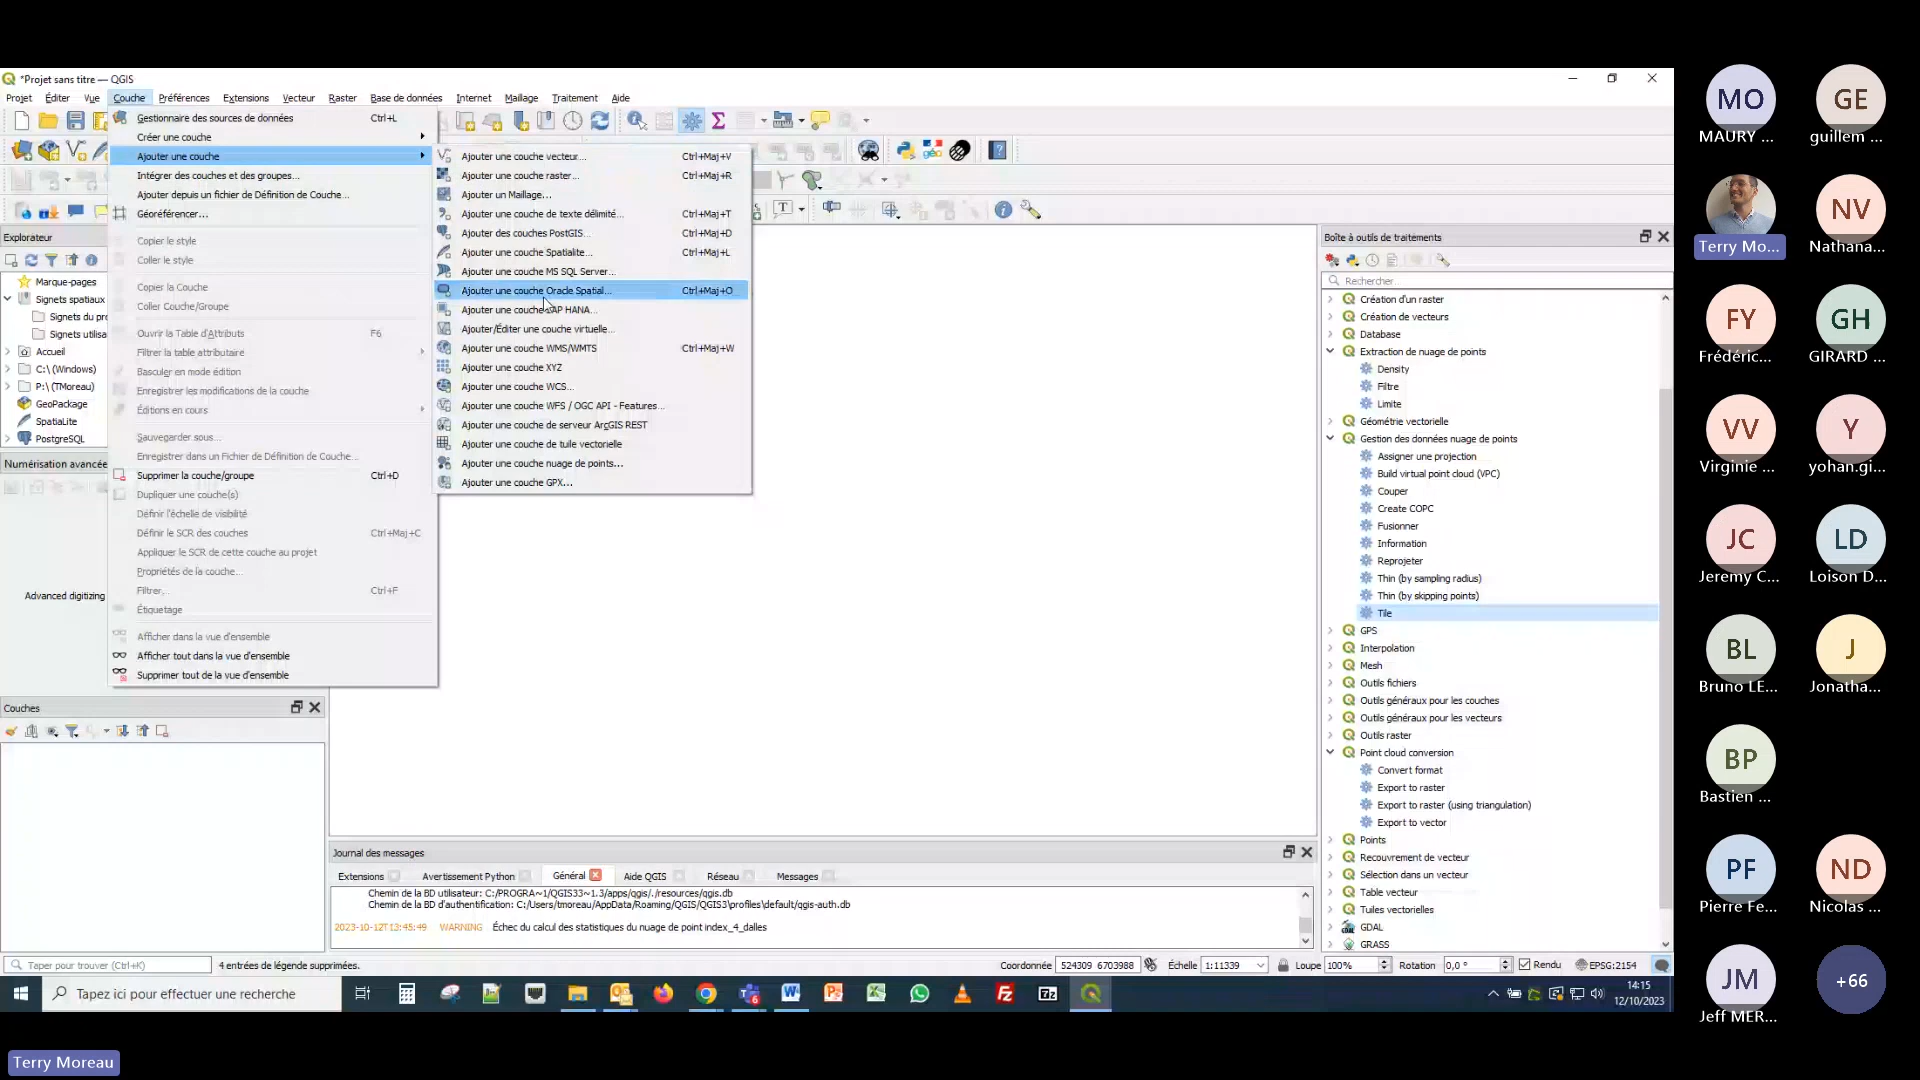 *Projet sans titre — QGIS
Projet Éditer Vue Couche Préférences Extensions Vecteur Raster Base de données Internet Maillage Traitement Aide
Gestionnaire des sources de données Ctrl+L
Créer une couche
Ajouter une couche
Intégrer des couches et des groupes...
Ajouter depuis un fichier de Définition de Couche...
Géoréférencer...
Copier le style
Coller le style
Copier la Couche
Coller Couche/Groupe
Ouvrir la Table d'Attributs F6
Filtrer la table attributaire
Basculer en mode édition
Enregistrer les modifications de la couche
Éditions en cours
Sauvegarder sous...
Enregistrer dans un Fichier de Définition de Couche...
Supprimer la couche/groupe Ctrl+D
Dupliquer une couche(s)
Définir l'échelle de visibilité
Définir le SCR des couches Ctrl+Maj+C
Appliquer le SCR de cette couche au projet
Propriétés de la couche...
Filtrer... Ctrl+F
Étiquetage
Afficher dans la vue d'ensemble
Afficher tout dans la vue d'ensemble
Supprimer tout de la vue d'ensemble
Ajouter une couche vecteur... Ctrl+Maj+V
Ajouter une couche raster... Ctrl+Maj+R
Ajouter un Maillage...
Ajouter une couche de texte délimité... Ctrl+Maj+T
Ajouter des couches PostGIS... Ctrl+Maj+D
Ajouter une couche Spatialite... Ctrl+Maj+L
Ajouter une couche MS SQL Server...
Ajouter une couche Oracle Spatial... Ctrl+Maj+O
Ajouter une couche SAP HANA...
Ajouter/Éditer une couche virtuelle...
Ajouter une couche WMS/WMTS Ctrl+Maj+W
Ajouter une couche XYZ
Ajouter une couche WCS...
Ajouter une couche WFS / OGC API - Features...
Ajouter une couche de serveur ArcGIS REST
Ajouter une couche de tuile vectorielle
Ajouter une couche nuage de points...
Ajouter une couche GPX...
Explorateur
Marque-pages
Signets spatiaux
Signets du pro
Signets utilisa
Accueil
C:\ (Windows)
P:\ (TMoreau)
GeoPackage
SpatiaLite
PostgreSQL
Numérisation avancée
Advanced digitizing
Couches
Boîte à outils de traitements
Rechercher...
Création d'un raster
Création de vecteurs
Database
Extraction de nuage de points
Density
Filtre
Limite
Géométrie vectorielle
Gestion des données nuage de points
Assigner une projection
Build virtual point cloud (VPC)
Couper
Create COPC
Fusionner
Information
Reprojeter
Thin (by sampling radius)
Thin (by skipping points)
Tile
GPS
Interpolation
Mesh
Outils fichiers
Outils généraux pour les couches
Outils généraux pour les vecteurs
Outils raster
Point cloud conversion
Convert format
Export to raster
Export to raster (using triangulation)
Export to vector
Points
Recouvrement de vecteur
Sélection dans un vecteur
Table vecteur
Tuiles vectorielles
GDAL
GRASS
Journal des messages
Extensions Avertissement Python Général Aide QGIS Réseau Messages
Chemin de la BD utilisateur: C:/PROGRA~1/QGIS33~1.3/apps/qgis/./resources/qgis.db
Chemin de la BD d'authentification: C:/Users/tmoreau/AppData/Roaming/QGIS/QGIS3\profiles\default/qgis-auth.db
2023-10-12T13:45:49 WARNING Échec du calcul des statistiques du nuage de point index_4_dalles
Taper pour trouver (Ctrl+K) 4 entrées de légende supprimées. Coordonnée 524309 6703988 Échelle 1:11339 Loupe 100% Rotation 0,0 ° Rendu EPSG:2154
Tapez ici pour effectuer une recherche
14:15
12/10/2023
MO GE
MAURY ... guillem ...
NV
Terry Mo... Nathana...
FY GH
Frédéric... GIRARD ...
VV Y
Virginie ... yohan.gi...
JC LD
Jeremy C... Loison D...
BL J
Bruno LE... Jonatha...
BP
Bastien ...
PF ND
Pierre Fe... Nicolas ...
JM +66
Jeff MER...
Terry Moreau